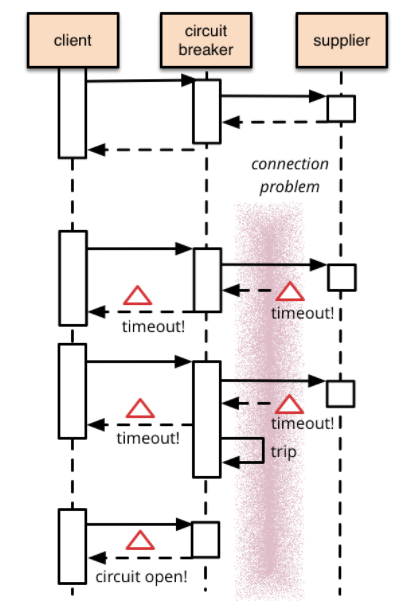 client
circuit
breaker
supplier
connection
problem
timeout!
timeout!
timeout!
timeout!
trip
circuit open!